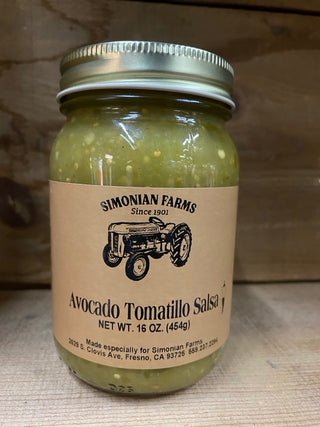 SIMONIAN FARMS
Since 1901
Avocado Tomatillo Salsa
NET WT. 16 OZ. (454g)
Made especially for Simonian Farms
2629 S. Clovis Ave, Fresno, CA 93725